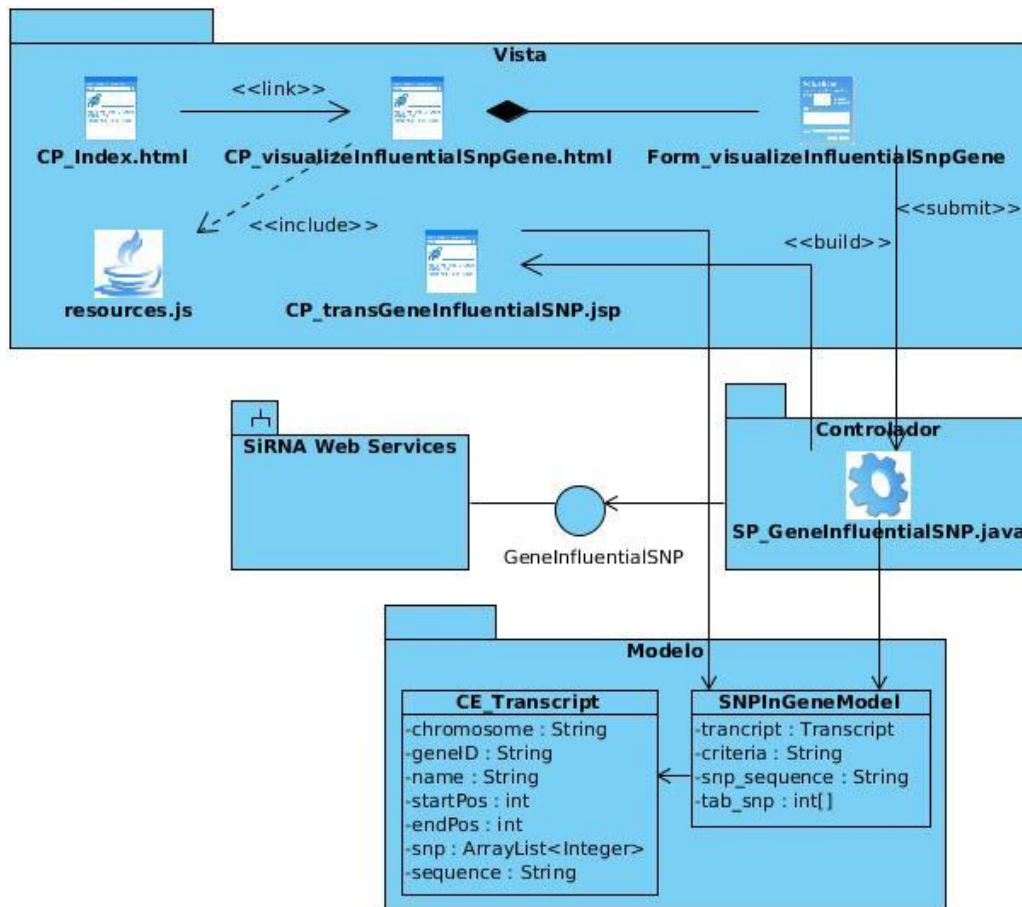 Vista
<<link>>
CP_Index.html
CP_visualizeInfluentialSnpGene.html
Form_visualizeInfluentialSnpGene
<<submit>>
<<include>>
<<build>>
resources.js
CP_transGeneInfluentialSNP.jsp
SiRNA Web Services
Controlador
SP_GeneInfluentialSNP.java
GeneInfluentialSNP
Modelo
CE_Transcript
-chromosome : String
-geneID : String
-name : String
-startPos : int
-endPos : int
-snp : ArrayList<Integer>
-sequence : String
SNPInGeneModel
-trancript : Transcript
-criteria : String
-snp_sequence : String
-tab_snp : int[]